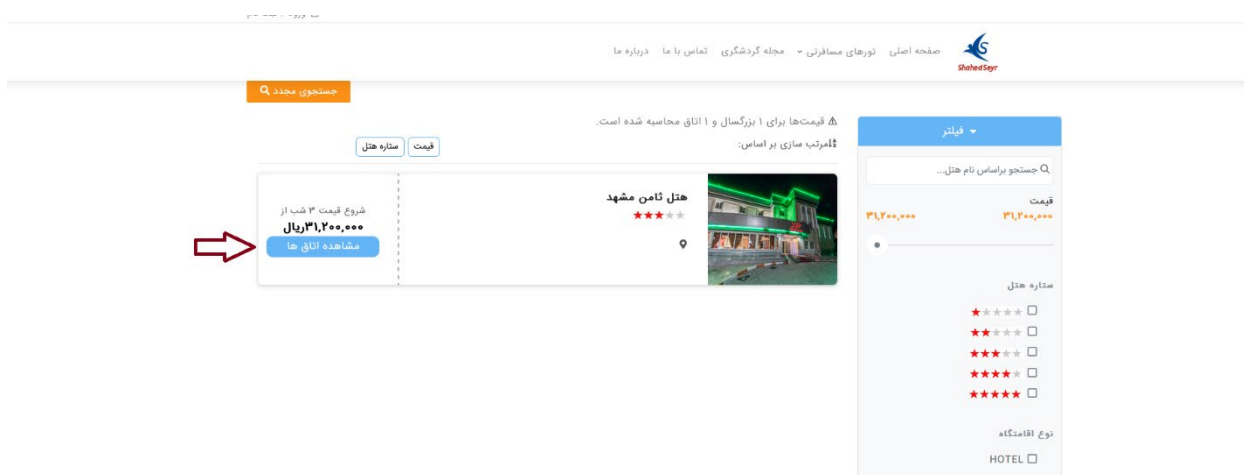 ورود / ثبت نام
صفحه اصلی تورهای مسافرتی مجله گردشگری تماس با ما درباره ما
ShahedSeyr
جستجوی مجدد
قیمت‌ها برای ۱ بزرگسال و ۱ اتاق محاسبه شده است.
مرتب سازی بر اساس:
ستاره هتل
قیمت
هتل ثامن مشهد
شروع قیمت ۳ شب از
۳۱,۲۰۰,۰۰۰ریال
مشاهده اتاق ها
فیلتر
جستجو براساس نام هتل...
قیمت
۳۱,۲۰۰,۰۰۰ ۳۱,۲۰۰,۰۰۰
ستاره هتل
نوع اقامتگاه
HOTEL